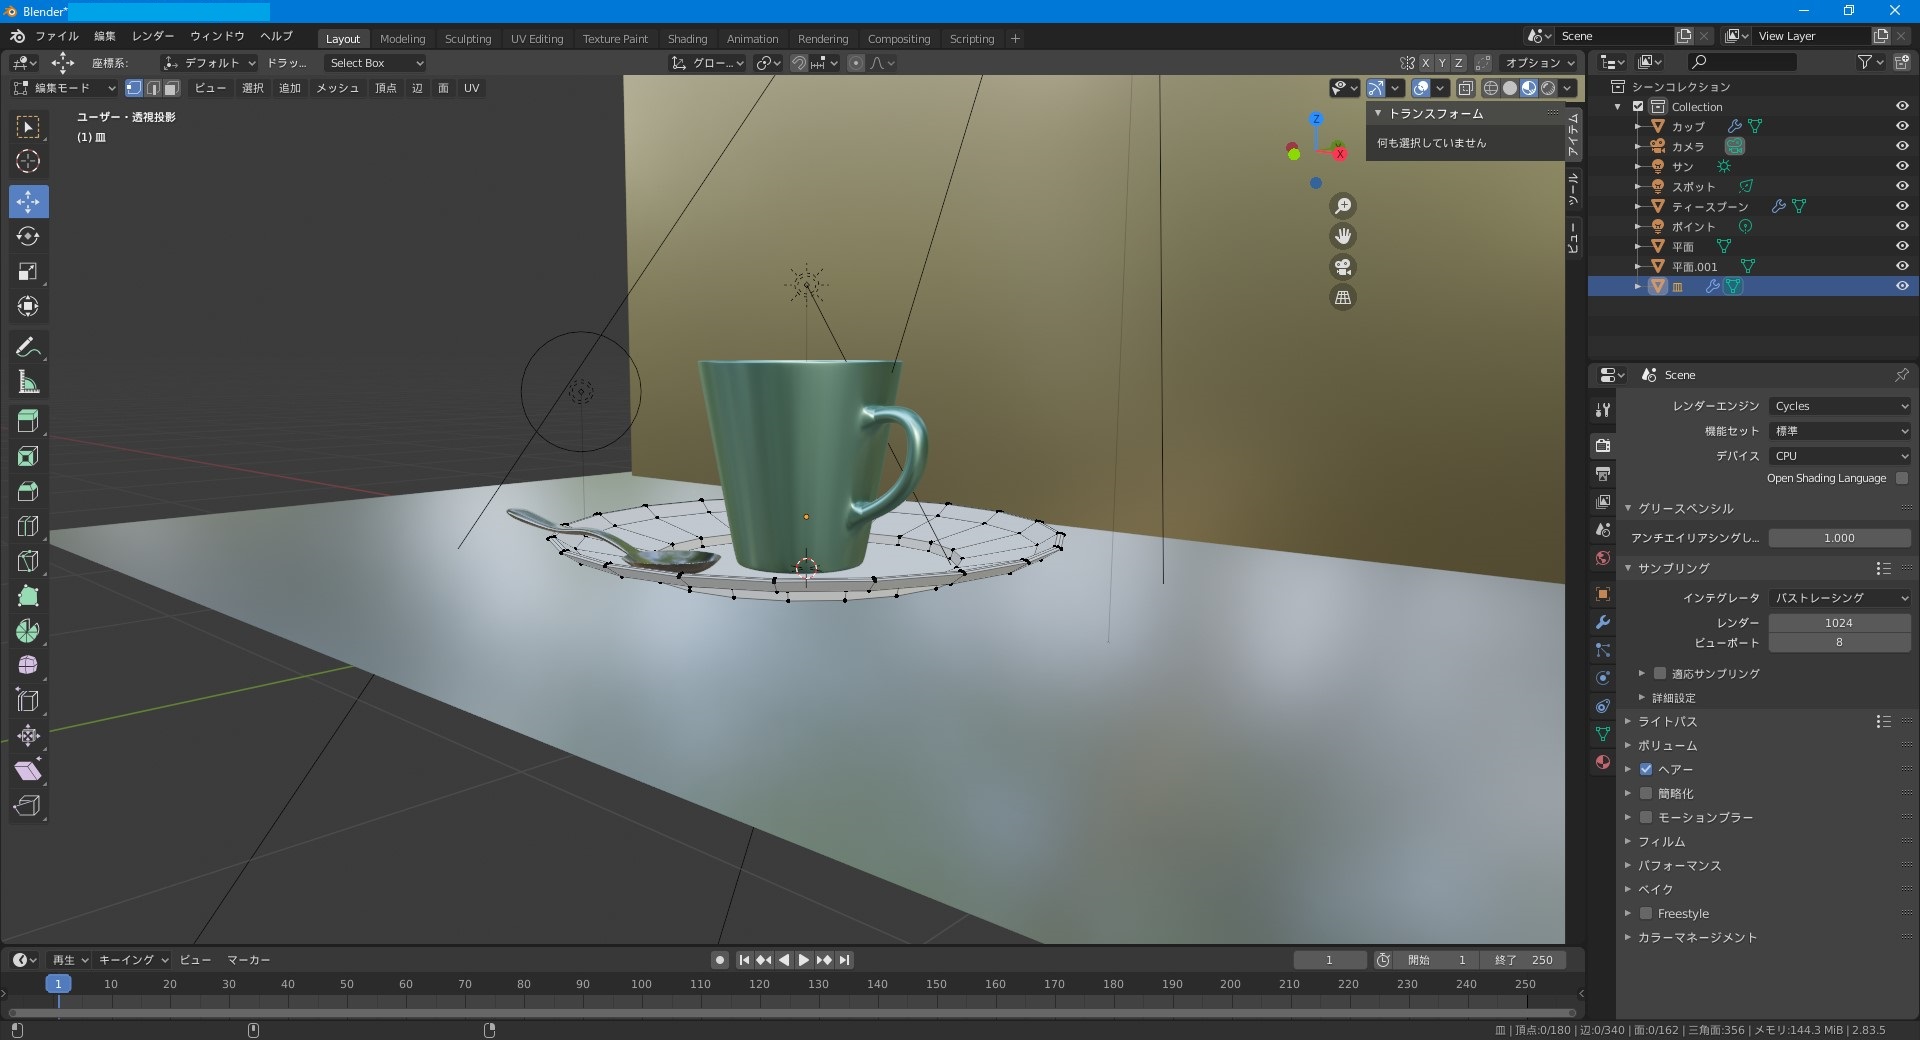 Blender*
ファイル 編集 レンダー ウィンドウ ヘルプ Layout Modeling Sculpting UV Editing Texture Paint Shading Animation Rendering Compositing Scripting + Scene View Layer
座標系: デフォルト ドラッ... Select Box グロー... X Y Z オプション
編集モード ビュー 選択 追加 メッシュ 頂点 辺 面 UV
ユーザー・透視投影
(1) 皿
トランスフォーム
何も選択していません
アイテム
ツール
ビュー
Z
X
シーンコレクション
Collection
カップ
カメラ
サン
スポット
ティースプーン
ポイント
平面
平面.001
皿
Scene
レンダーエンジン Cycles
機能セット 標準
デバイス CPU
Open Shading Language
グリースペンシル
アンチエイリアシングし... 1.000
サンプリング
インテグレータ パストレーシング
レンダー 1024
ビューポート 8
適応サンプリング
詳細設定
ライトパス
ボリューム
ヘアー
簡略化
モーションブラー
フィルム
パフォーマンス
ベイク
Freestyle
カラーマネージメント
再生 キーイング ビュー マーカー 1 開始 1 終了 250
1 10 20 30 40 50 60 70 80 90 100 110 120 130 140 150 160 170 180 190 200 210 220 230 240 250
皿 | 頂点:0/180 | 辺:0/340 | 面:0/162 | 三角面:356 | メモリ:144.3 MiB | 2.83.5